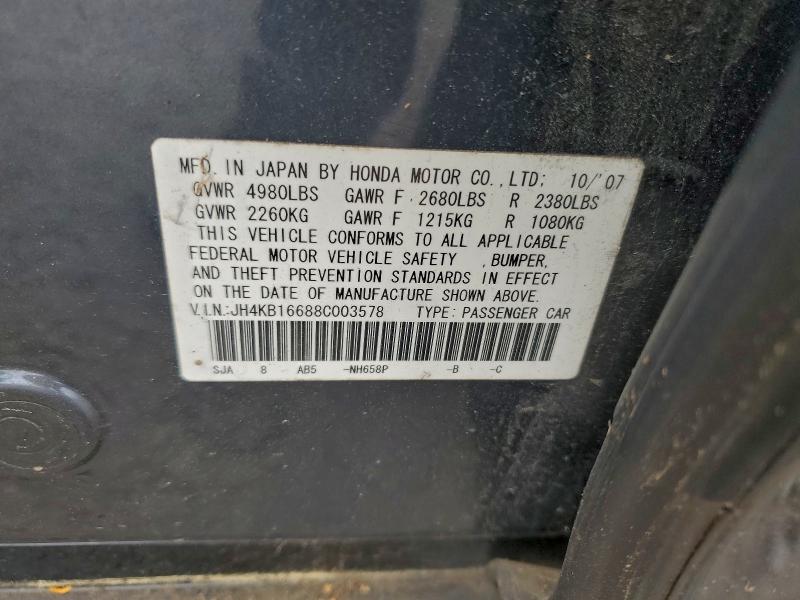 MFD. IN JAPAN BY HONDA MOTOR CO.,LTD; 10/'07
GVWR 4980LBS GAWR F 2680LBS R 2380LBS
GVWR 2260KG GAWR F 1215KG R 1080KG
THIS VEHICLE CONFORMS TO ALL APPLICABLE
FEDERAL MOTOR VEHICLE SAFETY ,BUMPER,
AND THEFT PREVENTION STANDARDS IN EFFECT
ON THE DATE OF MANUFACTURE SHOWN ABOVE.
V.I.N.:JH4KB16688C003578 TYPE: PASSENGER CAR
SJA 8 AB5 -NH658P -B -C